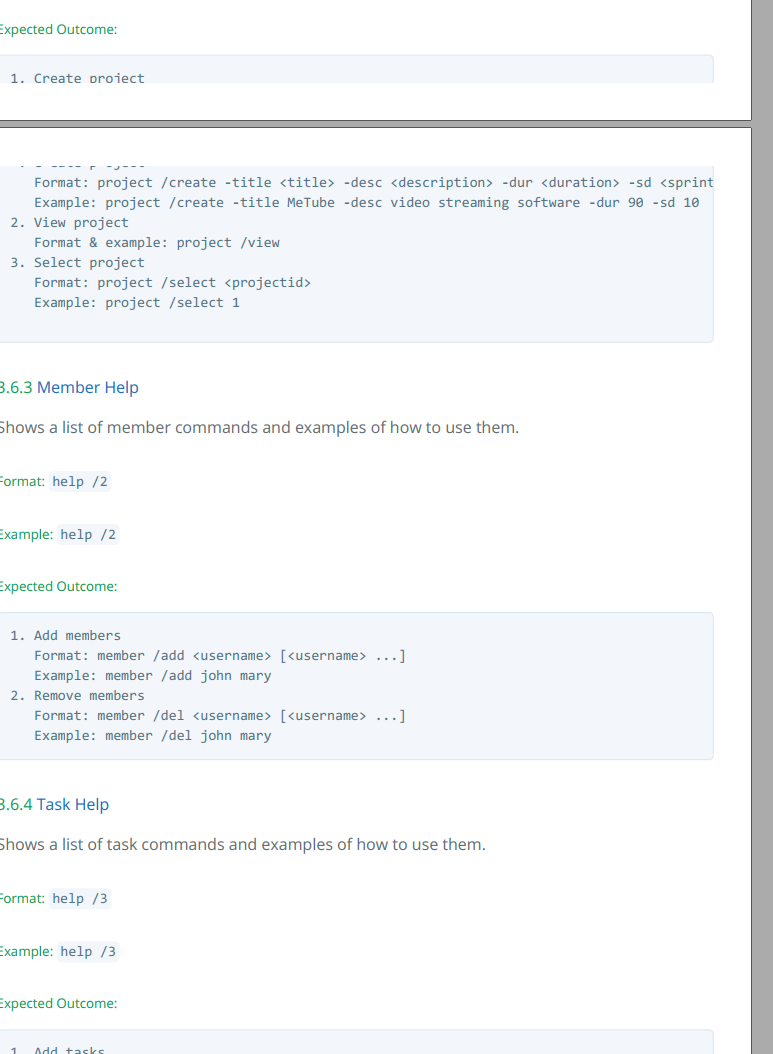 Expected Outcome:
1. Create project
Format: project /create -title <title> -desc <description> -dur <duration> -sd <sprint
Example: project /create -title MeTube -desc video streaming software -dur 90 -sd 10
2. View project
Format & example: project /view
3. Select project
Format: project /select <projectid>
Example: project /select 1
3.6.3 Member Help
Shows a list of member commands and examples of how to use them.
Format: help /2
Example: help /2
Expected Outcome:
1. Add members
Format: member /add <username> [<username> ...]
Example: member /add john mary
2. Remove members
Format: member /del <username> [<username> ...]
Example: member /del john mary
3.6.4 Task Help
Shows a list of task commands and examples of how to use them.
Format: help /3
Example: help /3
Expected Outcome:
1. Add tasks